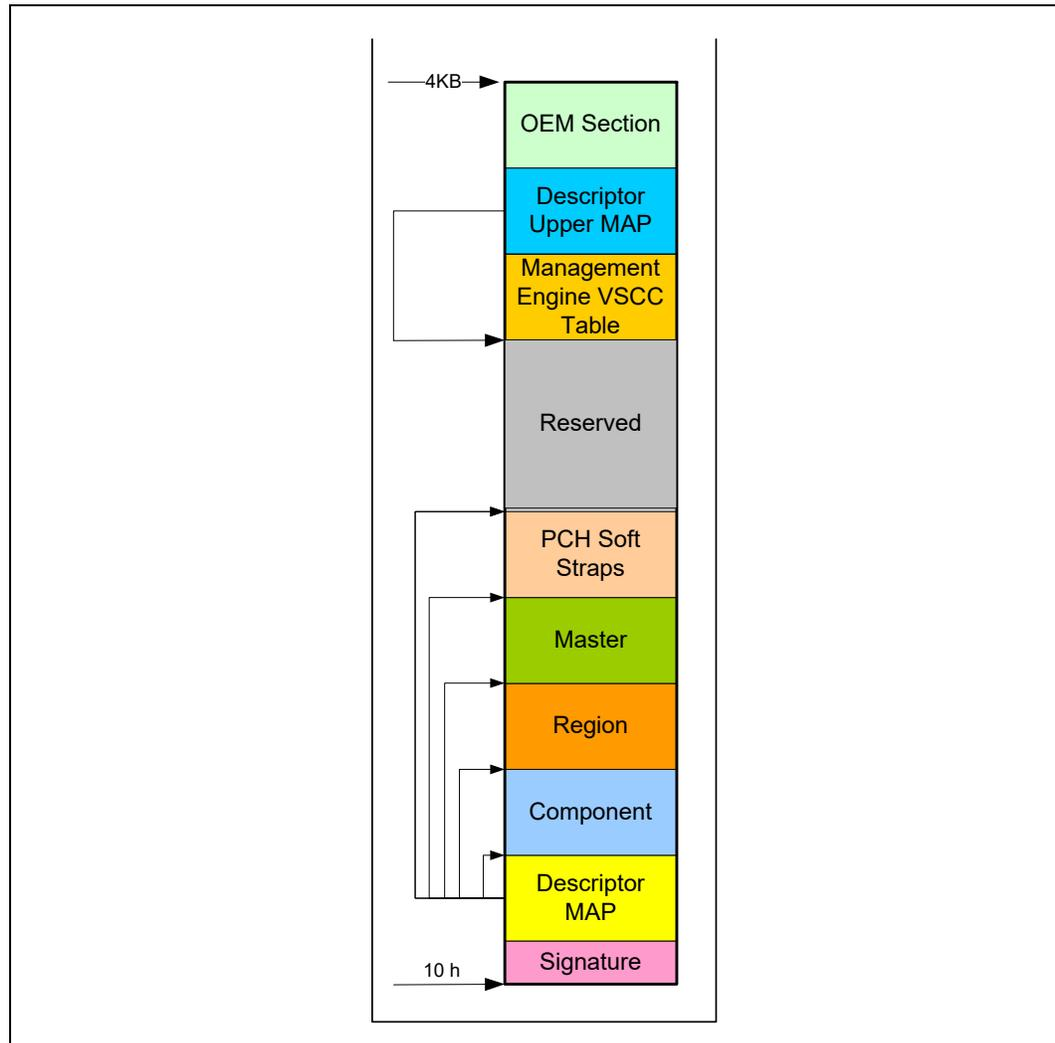 4KB
OEM Section
Descriptor
Upper MAP
Management
Engine VSCC
Table
Reserved
PCH Soft
Straps
Master
Region
Component
Descriptor
MAP
Signature
10 h